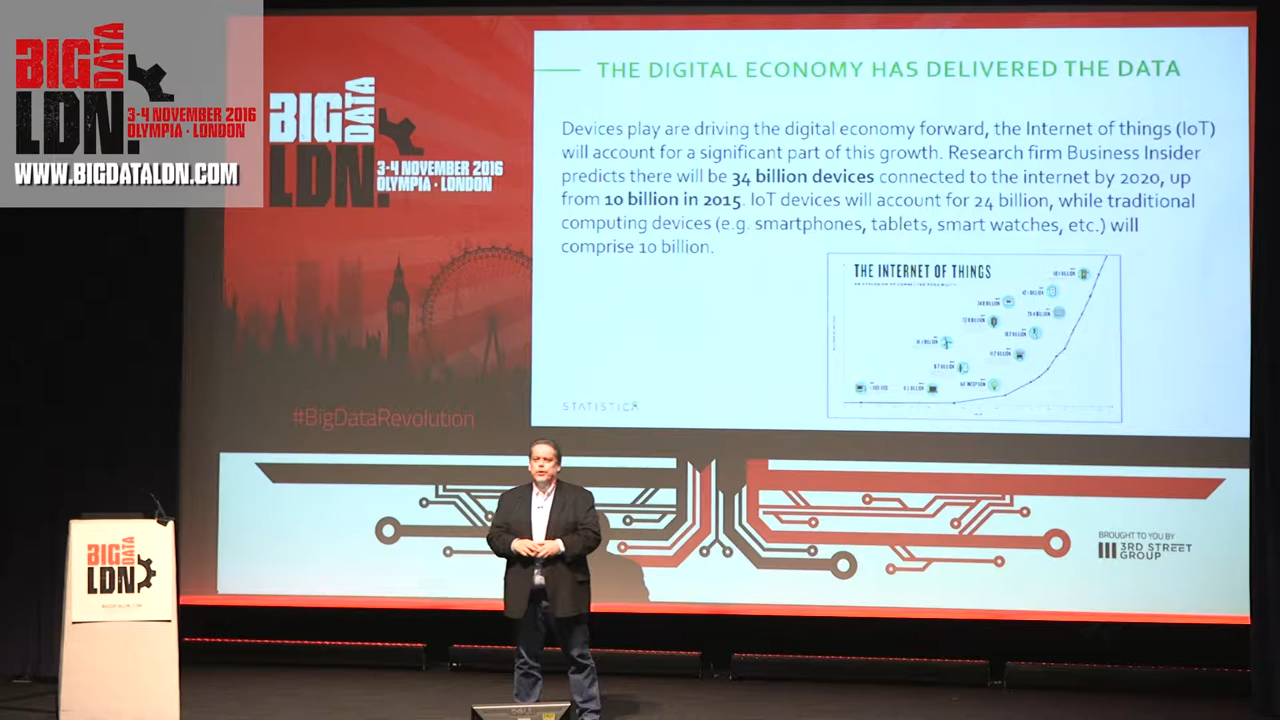 BIG DATA
LDN.
3-4 NOVEMBER 2016
OLYMPIA · LONDON
WWW.BIGDATALDN.COM
BIG DATA
LDN.
3-4 NOVEMBER 2016
OLYMPIA · LONDON
#BigDataRevolution
THE DIGITAL ECONOMY HAS DELIVERED THE DATA
Devices play are driving the digital economy forward, the Internet of things (IoT)
will account for a significant part of this growth. Research firm Business Insider
predicts there will be 34 billion devices connected to the internet by 2020, up
from 10 billion in 2015. IoT devices will account for 24 billion, while traditional
computing devices (e.g. smartphones, tablets, smart watches, etc.) will
comprise 10 billion.
THE INTERNET OF THINGS
STATISTICA
BROUGHT TO YOU BY
3RD STREET
GROUP
BIG DATA
LDN
BIGDATALDN.COM
DELL